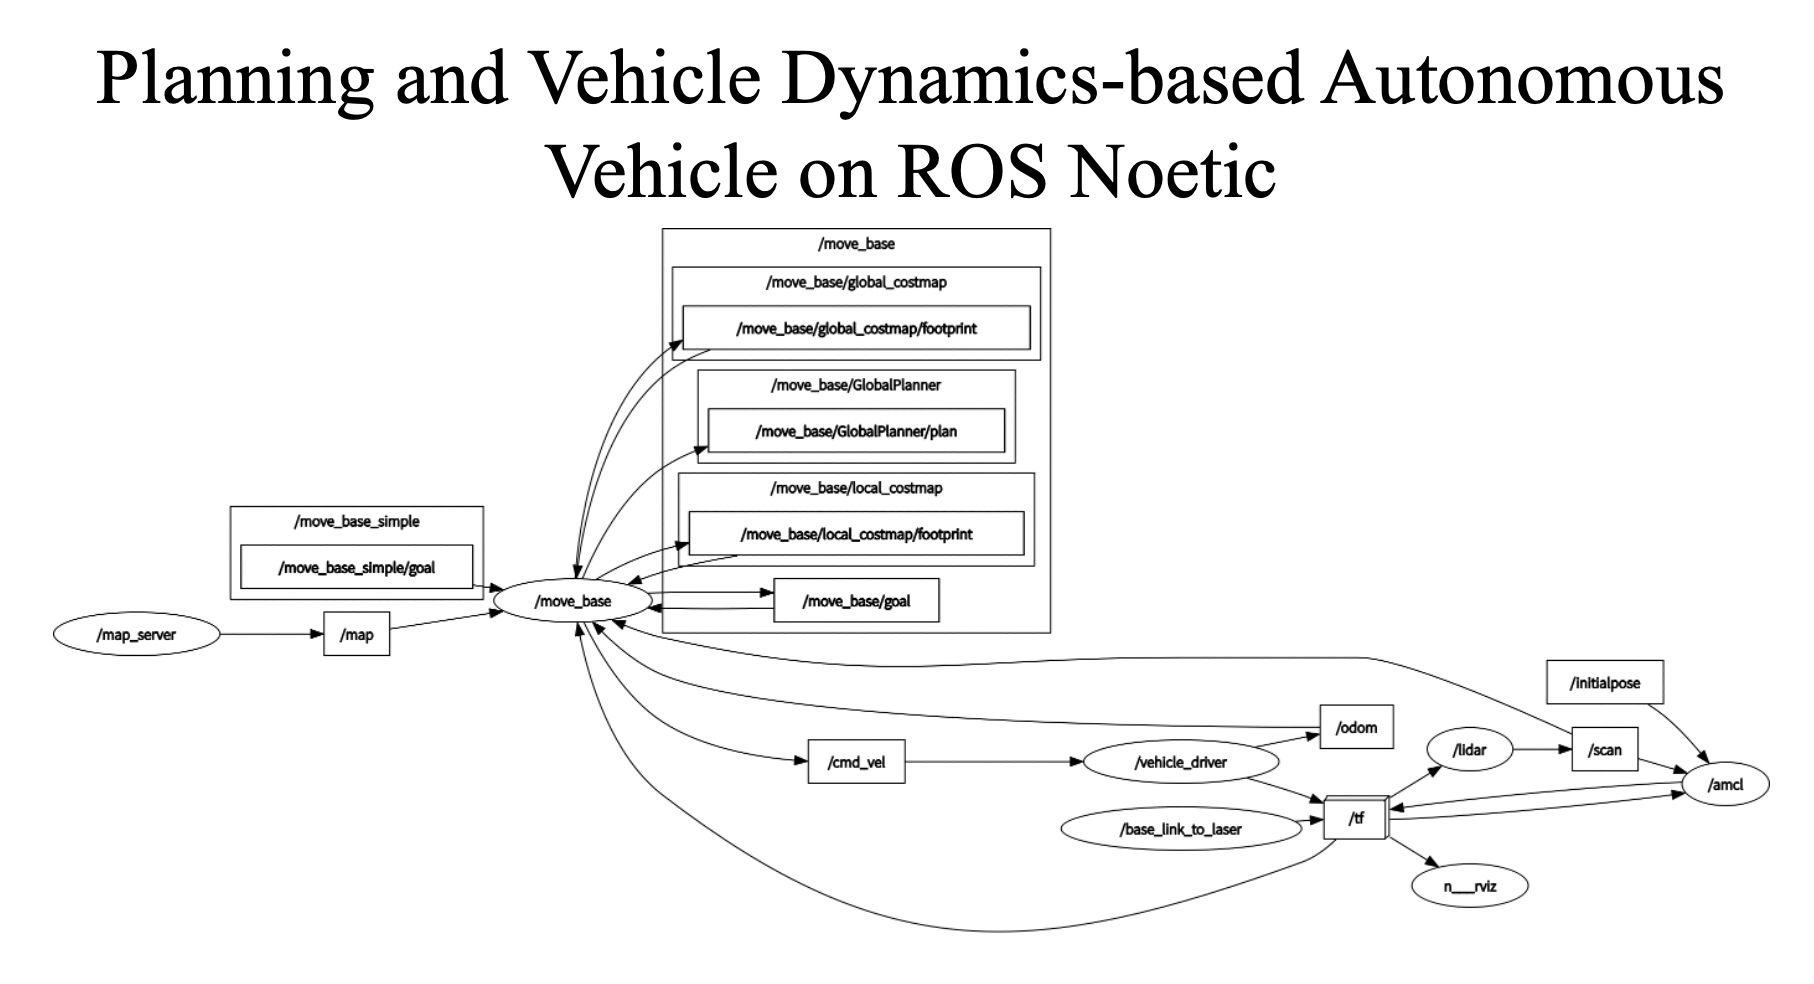 Planning and Vehicle Dynamics-based Autonomous
Vehicle on ROS Noetic
/move_base
/move_base/global_costmap
/move_base/global_costmap/footprint
/move_base/GlobalPlanner
/move_base/GlobalPlanner/plan
/move_base/local_costmap
/move_base/local_costmap/footprint
/move_base/goal
/move_base_simple
/move_base_simple/goal
/move_base
/map_server
/map
/initialpose
/odom
/lidar
/scan
/cmd_vel
/vehicle_driver
/amcl
/base_link_to_laser
/tf
n___rviz